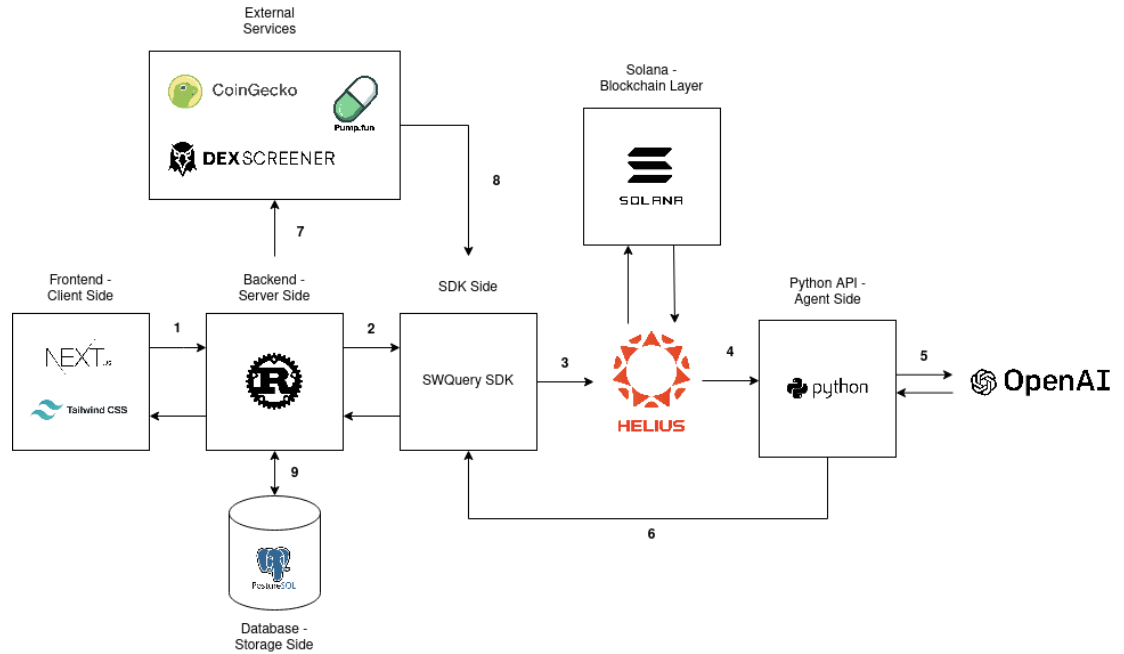 External
Services
CoinGecko
Pump.fun
DEXSCREENER
Solana -
Blockchain Layer
SOLANA
8
7
Frontend -
Client Side
Backend -
Server Side
SDK Side
Python API -
Agent Side
NEXT.JS
Tailwind CSS
1
2
SWQuery SDK
3
HELIUS
4
python
5
OpenAI
9
6
PostgreSQL
Database -
Storage Side